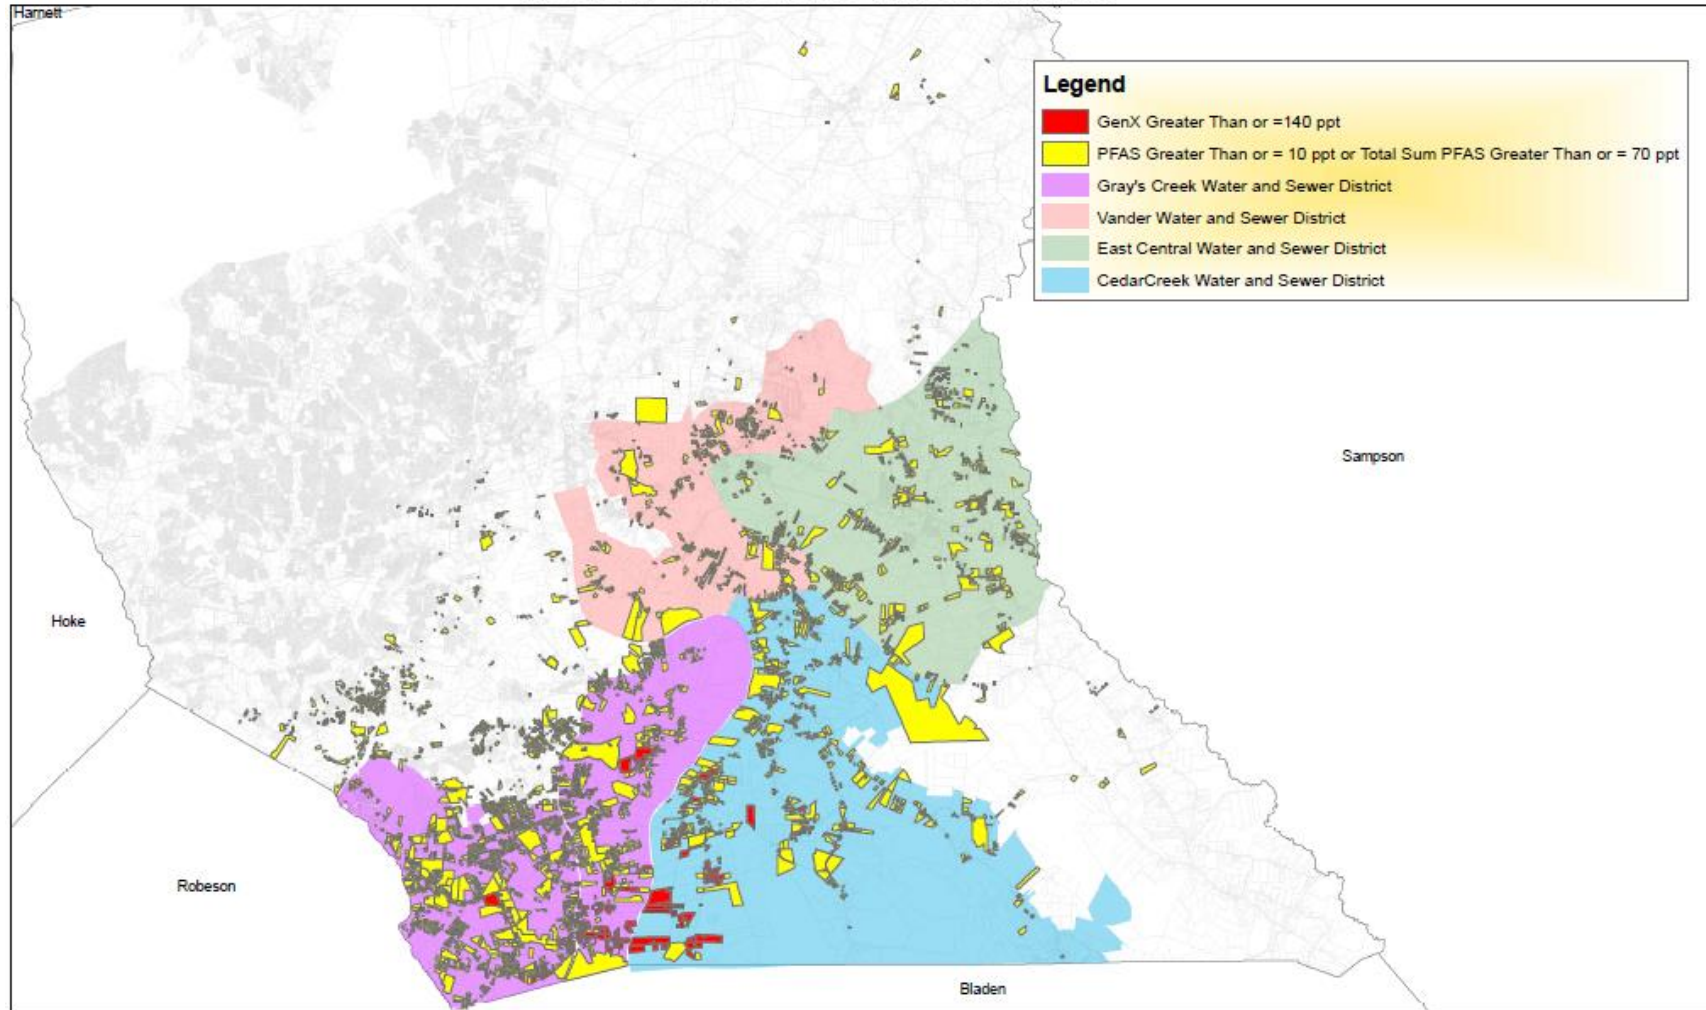 Harnett
Legend
GenX Greater Than or =140 ppt
PFAS Greater Than or = 10 ppt or Total Sum PFAS Greater Than or = 70 ppt
Gray's Creek Water and Sewer District
Vander Water and Sewer District
East Central Water and Sewer District
CedarCreek Water and Sewer District
Sampson
Hoke
Robeson
Bladen